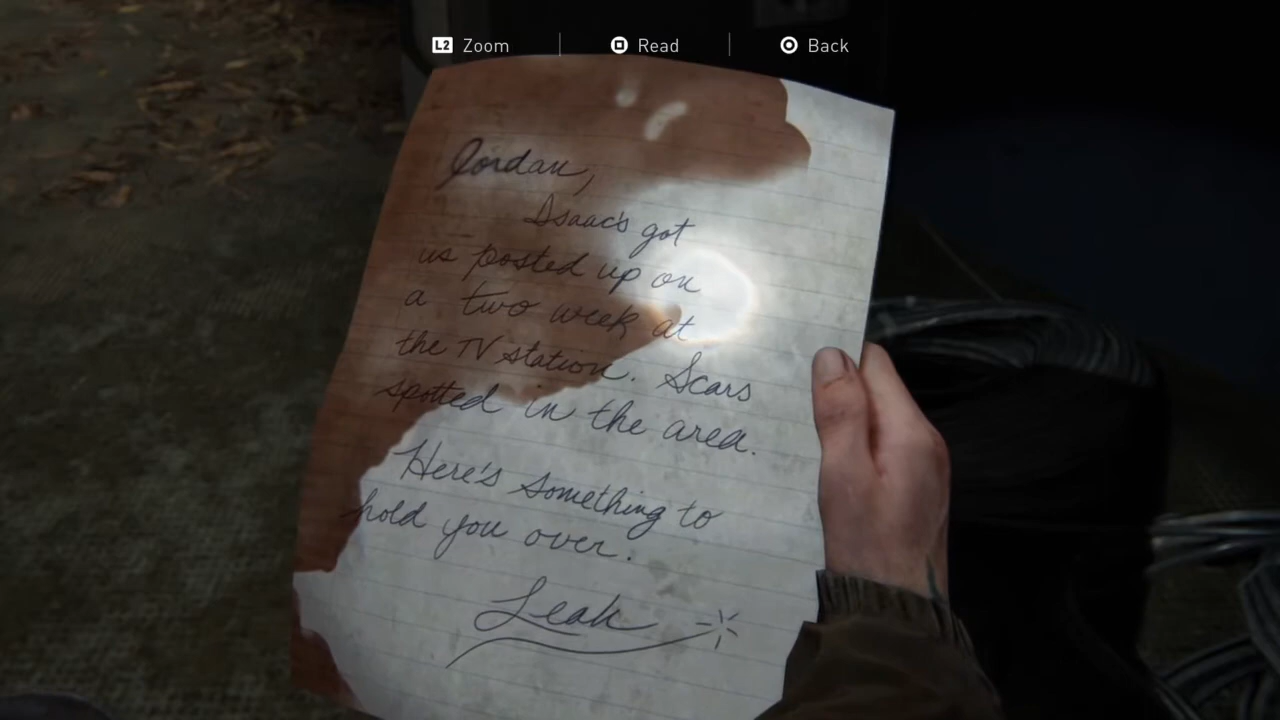 L2 Zoom
Read
Back
Jordan,
Isaac's got
us posted up on
a two week at
the TV station. Scars
spotted in the area.
Here's something to
hold you over.
Leah